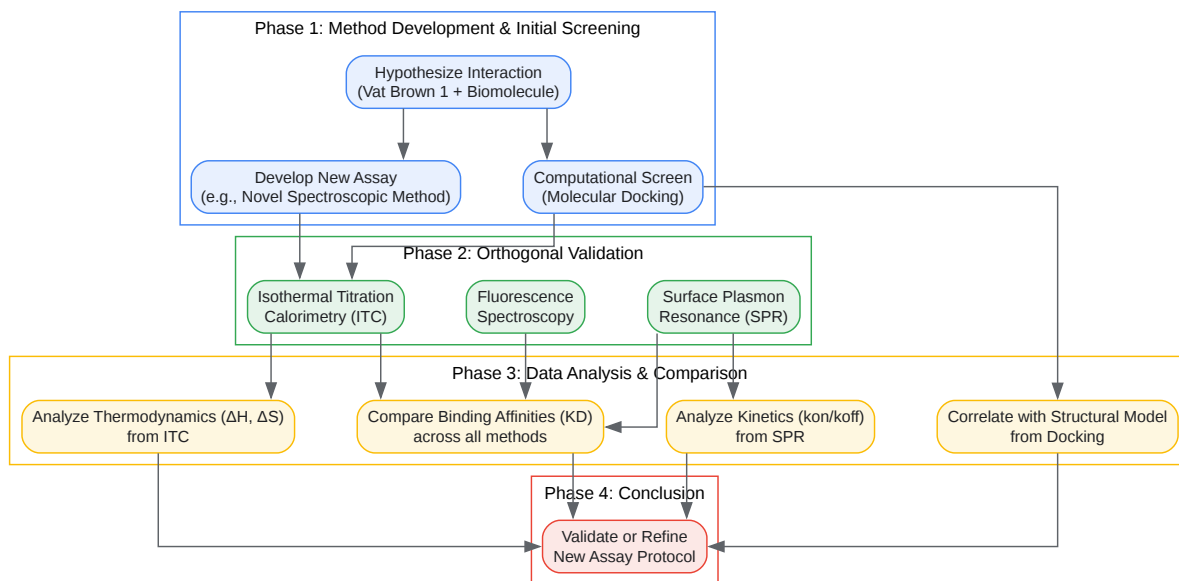 Phase 1: Method Development & Initial Screening
Hypothesize Interaction
(Vat Brown 1 + Biomolecule)
Develop New Assay
(e.g., Novel Spectroscopic Method)
Computational Screen
(Molecular Docking)
Phase 2: Orthogonal Validation
Isothermal Titration
Calorimetry (ITC)
Fluorescence
Spectroscopy
Surface Plasmon
Resonance (SPR)
Phase 3: Data Analysis & Comparison
Analyze Thermodynamics (ΔH, ΔS)
from ITC
Compare Binding Affinities (KD)
across all methods
Analyze Kinetics (kon/koff)
from SPR
Correlate with Structural Model
from Docking
Phase 4: Conclusion
Validate or Refine
New Assay Protocol